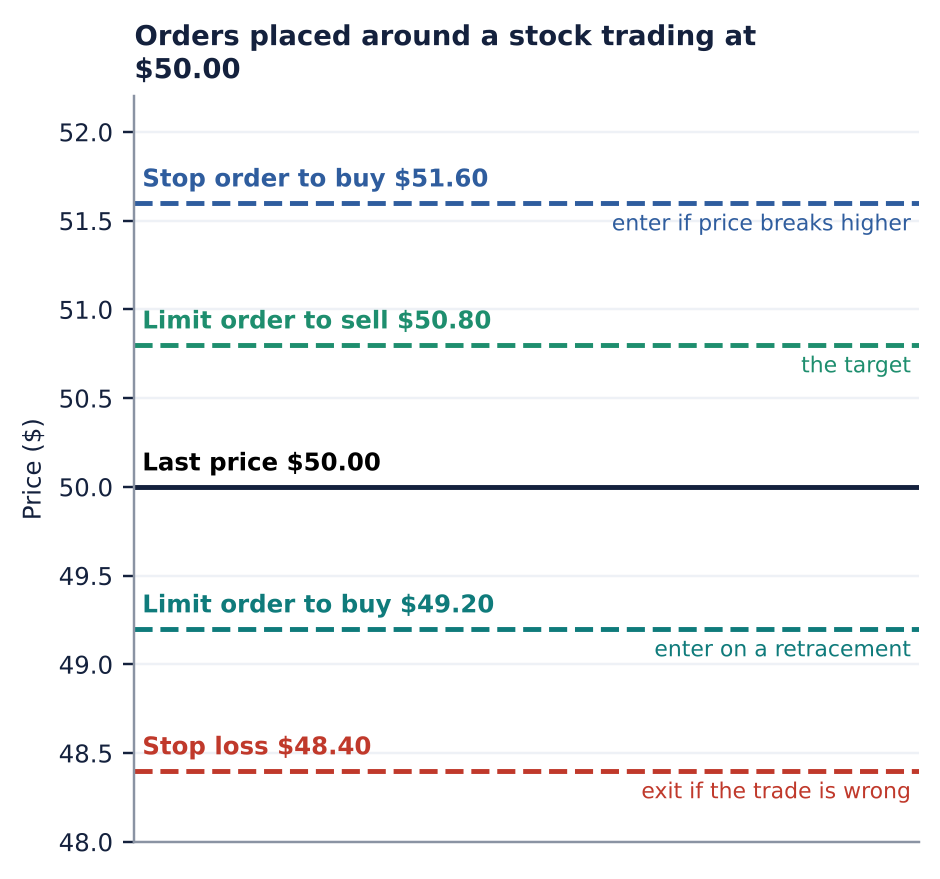 Orders placed around a stock trading at
$50.00
52.0
Stop order to buy $51.60
51.5
enter if price breaks higher
51.0
Limit order to sell $50.80
the target
50.5
Last price $50.00
50.0
Price ($)
49.5
Limit order to buy $49.20
enter on a retracement
49.0
Stop loss $48.40
48.5
exit if the trade is wrong
48.0